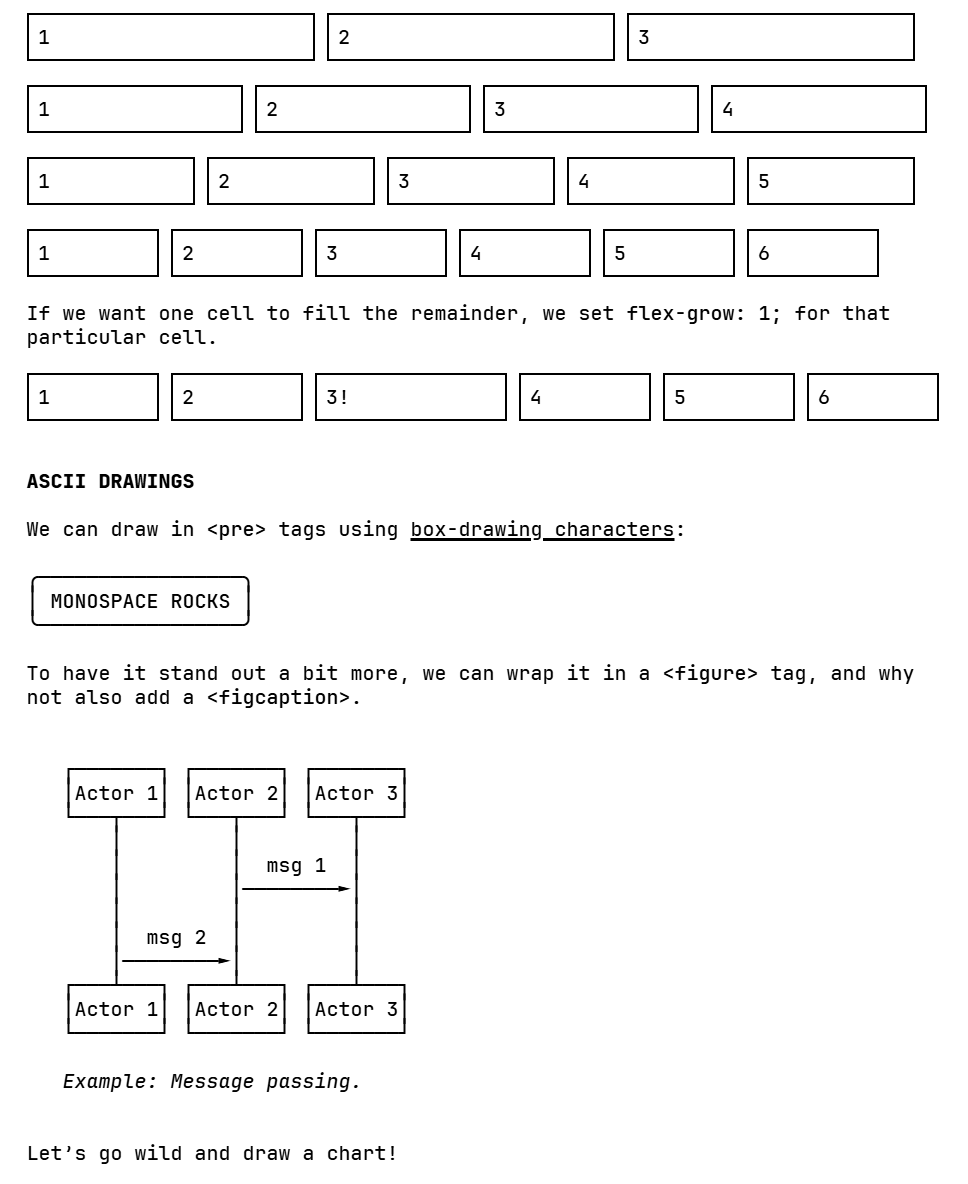 1 2 3
1 2 3 4
1 2 3 4 5
1 2 3 4 5 6
If we want one cell to fill the remainder, we set flex-grow: 1; for that
particular cell.
1 2 3! 4 5 6
ASCII DRAWINGS
We can draw in <pre> tags using box-drawing characters:
MONOSPACE ROCKS
To have it stand out a bit more, we can wrap it in a <figure> tag, and why
not also add a <figcaption>.
Actor 1 Actor 2 Actor 3
msg 1
msg 2
Actor 1 Actor 2 Actor 3
Example: Message passing.
Let’s go wild and draw a chart!